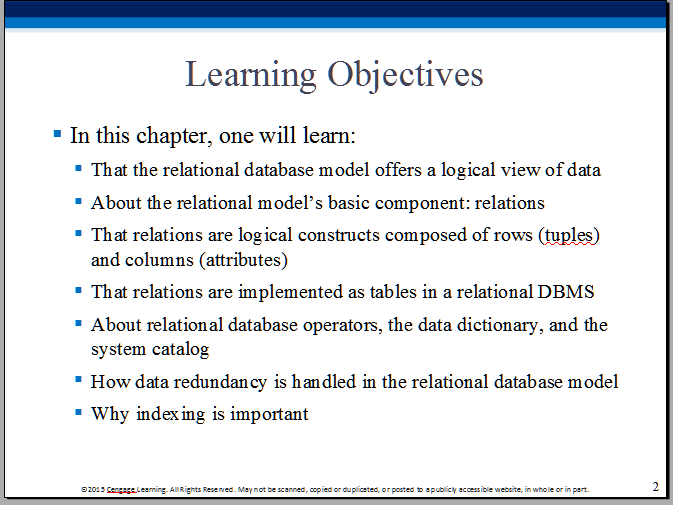 Learning Objectives
▪ In this chapter, one will learn:
▪ That the relational database model offers a logical view of data
▪ About the relational model's basic component: relations
▪ That relations are logical constructs composed of rows (tuples)
and columns (attributes)
▪ That relations are implemented as tables in a relational DBMS
▪ About relational database operators, the data dictionary, and the
system catalog
▪ How data redundancy is handled in the relational database model
▪ Why indexing is important
©2015 Cengage Learning. All Rights Reserved. May not be scanned, copied or duplicated, or posted to a publicly accessible website, in whole or in part.
2